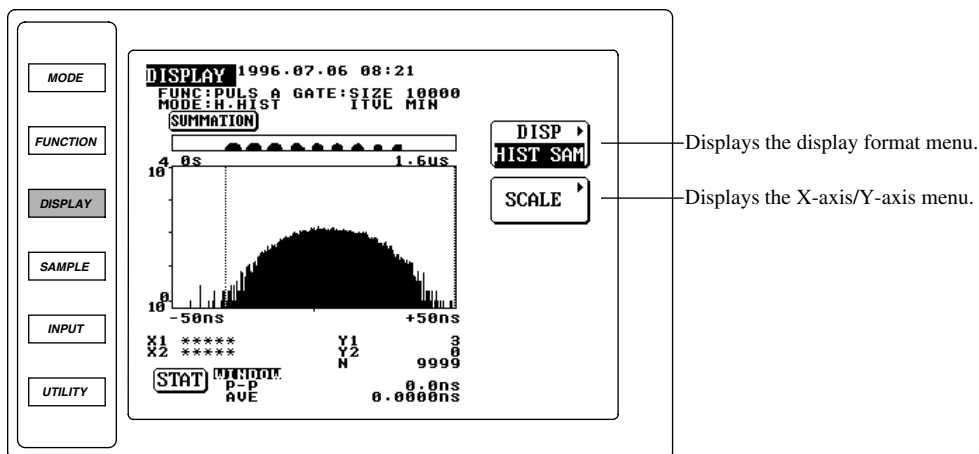 MODE
FUNCTION
DISPLAY
SAMPLE
INPUT
UTILITY
DISPLAY 1996.07.06 08:21
FUNC:PULS A GATE:SIZE 10000
MODE:H.HIST ITVL MIN
SUMMATION
0s 1.6us
10^4
10^0
-50ns +50ns
X1 ***** Y1 3
X2 ***** Y2 0
N 9999
STAT WINDOW
P-P 0.0ns
AVE 0.0000ns
DISP
HIST SAM
SCALE
Displays the display format menu.
Displays the X-axis/Y-axis menu.